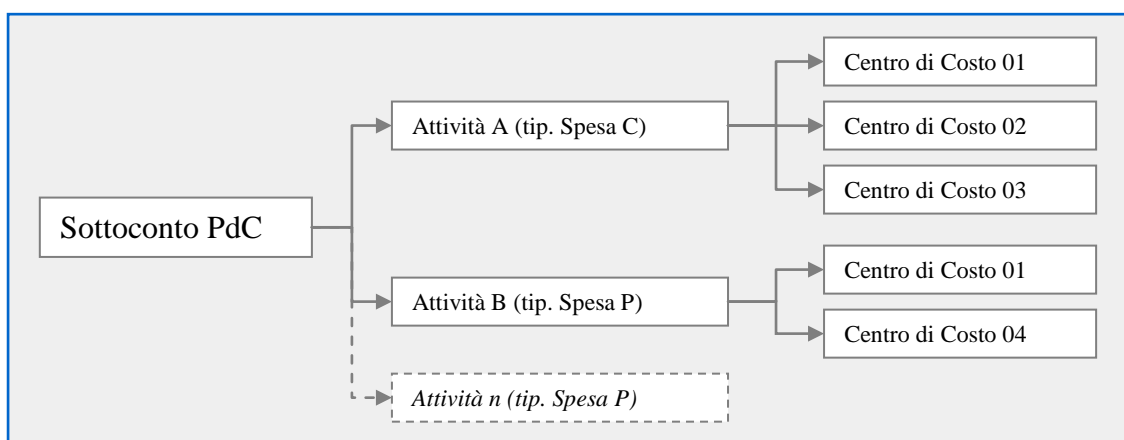 Sottoconto PdC
Attività A (tip. Spesa C)
Centro di Costo 01
Centro di Costo 02
Centro di Costo 03
Attività B (tip. Spesa P)
Centro di Costo 01
Centro di Costo 04
Attività n (tip. Spesa P)